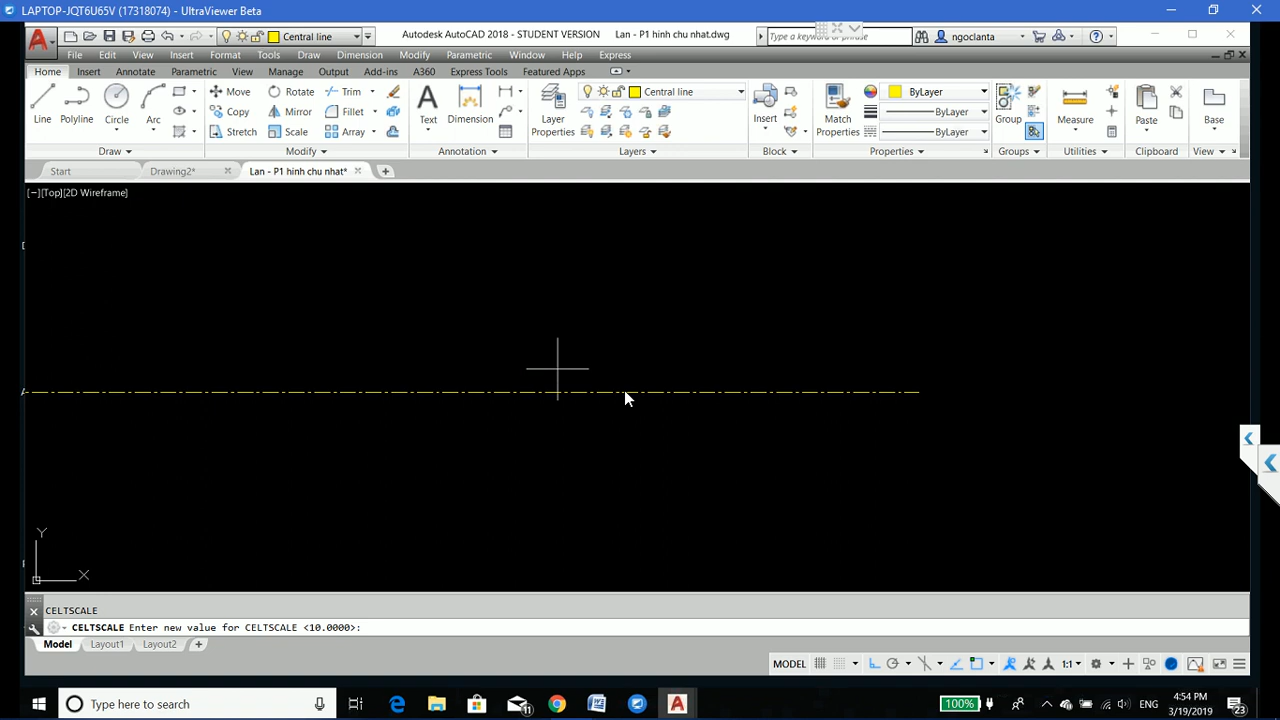 LAPTOP-JQT6U65V (17318074) - UltraViewer Beta
Central line
Autodesk AutoCAD 2018 - STUDENT VERSION Lan - P1 hinh chu nhat.dwg
Type a keyword or phrase
ngoclanta
File Edit View Insert Format Tools Draw Dimension Modify Parametric Window Help Express
Home Insert Annotate Parametric View Manage Output Add-ins A360 Express Tools Featured Apps
Line Polyline Circle Arc
Move Rotate Trim
Copy Mirror Fillet
Stretch Scale Array
Text Dimension
Layer Properties
Central line
Insert
Match Properties
ByLayer
ByLayer
ByLayer
Group
Measure
Paste
Base
Draw Modify Annotation Layers Block Properties Groups Utilities Clipboard View
Start Drawing2* Lan - P1 hinh chu nhat*
[−][Top][2D Wireframe]
Y
X
CELTSCALE
CELTSCALE Enter new value for CELTSCALE <10.0000>:
Model Layout1 Layout2
MODEL 1:1
Type here to search
11
100%
ENG
4:54 PM
3/19/2019
23